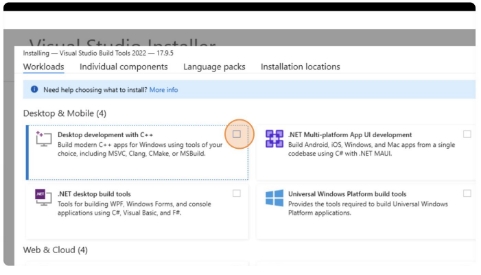 Visual Studio Installer
Installing — Visual Studio Build Tools 2022 — 17.9.5
Workloads Individual components Language packs Installation locations
Need help choosing what to install? More info
Desktop & Mobile (4)
Desktop development with C++
Build modern C++ apps for Windows using tools of your
choice, including MSVC, Clang, CMake, or MSBuild.
.NET Multi-platform App UI development
Build Android, iOS, Windows, and Mac apps from a single
codebase using C# with .NET MAUI.
.NET desktop build tools
Tools for building WPF, Windows Forms, and console
applications using C#, Visual Basic, and F#.
Universal Windows Platform build tools
Provides the tools required to build Universal Windows
Platform applications.
Web & Cloud (4)